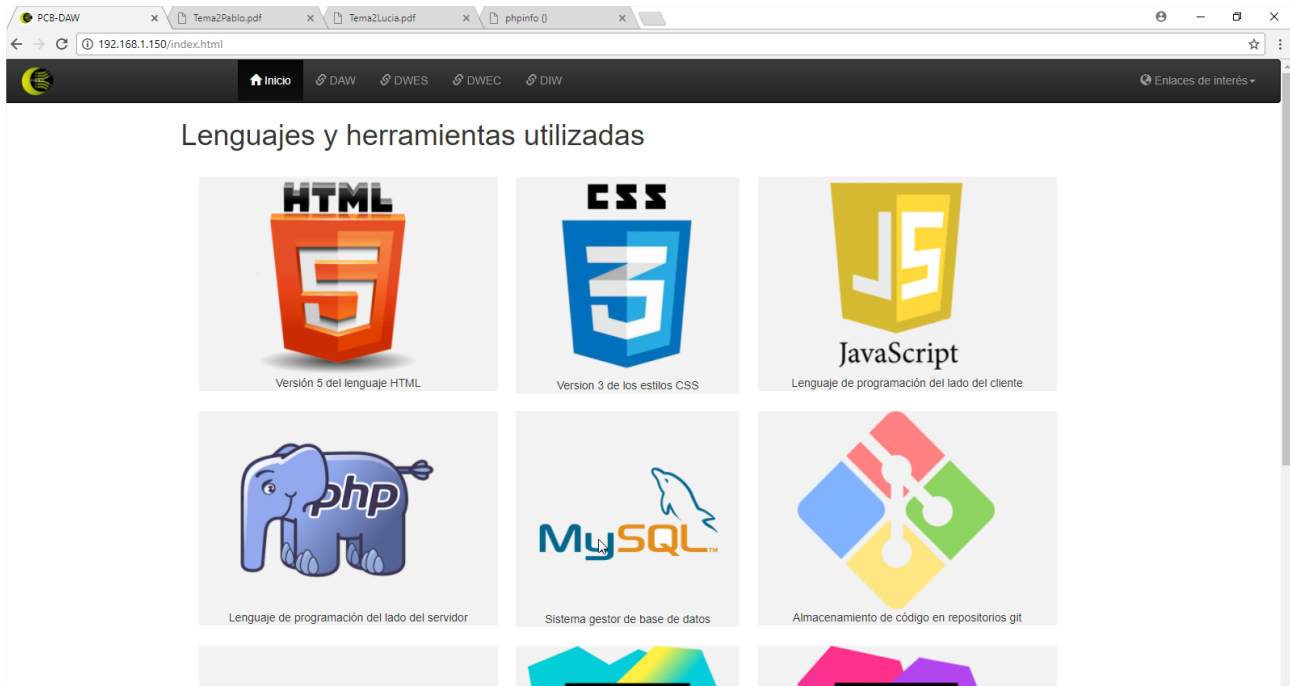 PCB-DAW
Tema2Pablo.pdf
Tema2Lucia.pdf
phpinfo ()
192.168.1.150/index.html
Inicio
DAW
DWES
DWEC
DIW
Enlaces de interés
Lenguajes y herramientas utilizadas
HTML
5
Versión 5 del lenguaje HTML
CSS
3
Version 3 de los estilos CSS
JS
JavaScript
Lenguaje de programación del lado del cliente
php
Lenguaje de programación del lado del servidor
MySQL™
Sistema gestor de base de datos
Almacenamiento de código en repositorios git